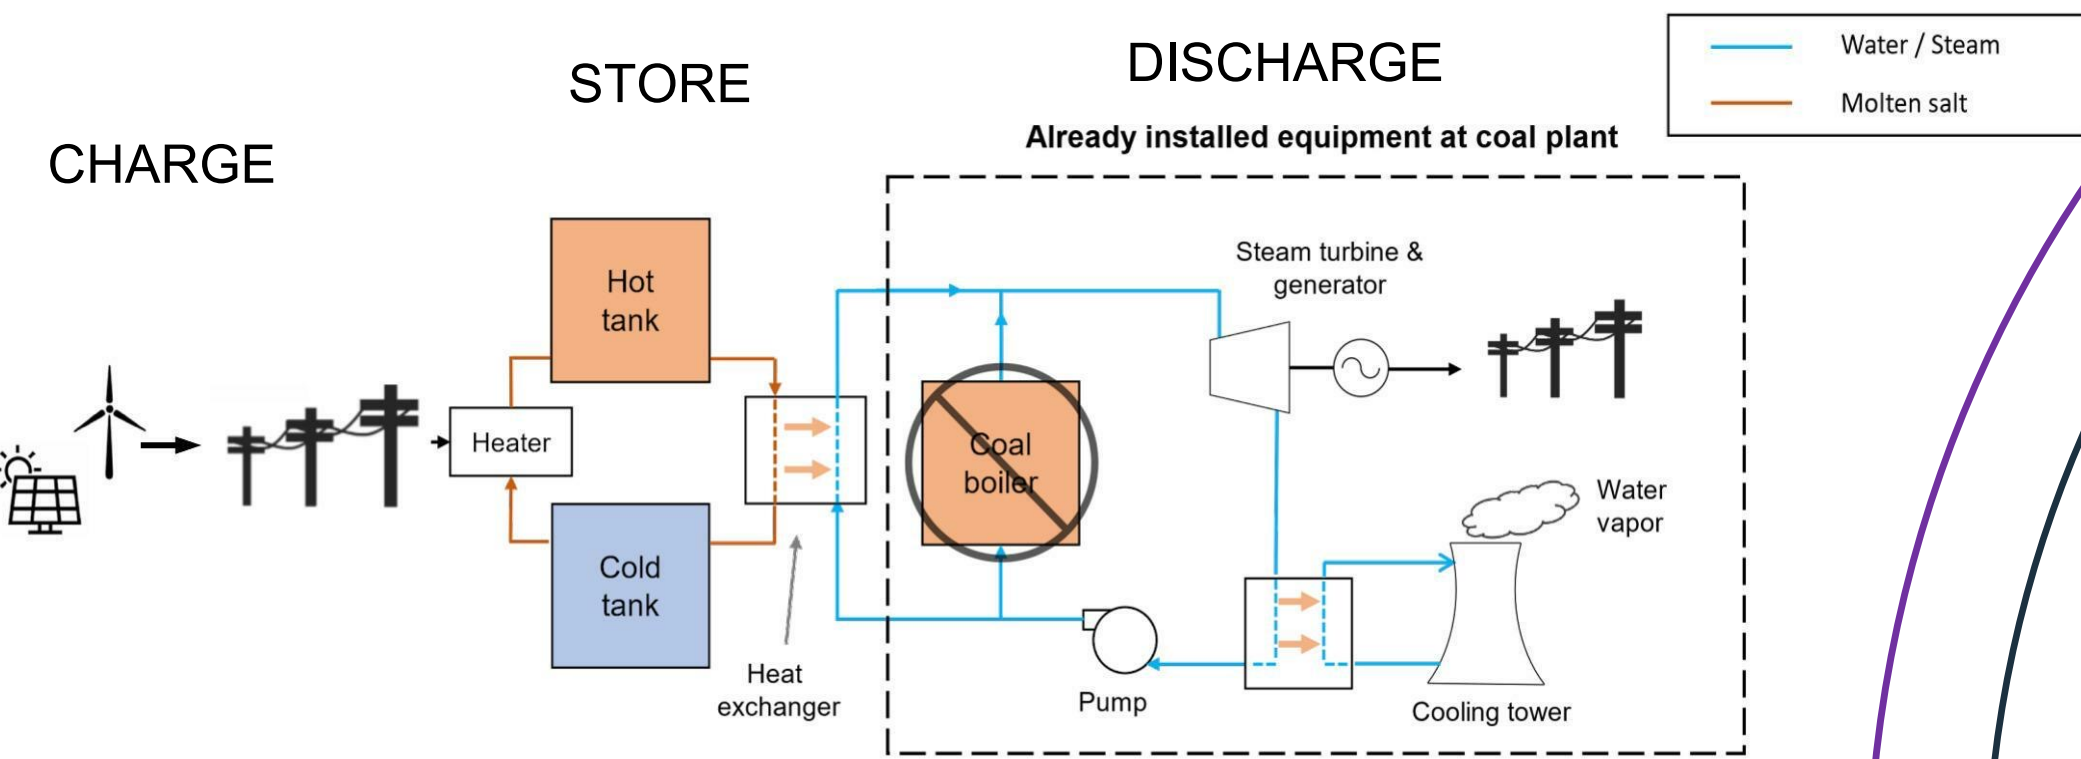 CHARGE
STORE
DISCHARGE
Already installed equipment at coal plant
Water / Steam
Molten salt
Hot
tank
Heater
Cold
tank
Heat
exchanger
Coal
boiler
Steam turbine &
generator
Pump
Water
vapor
Cooling tower